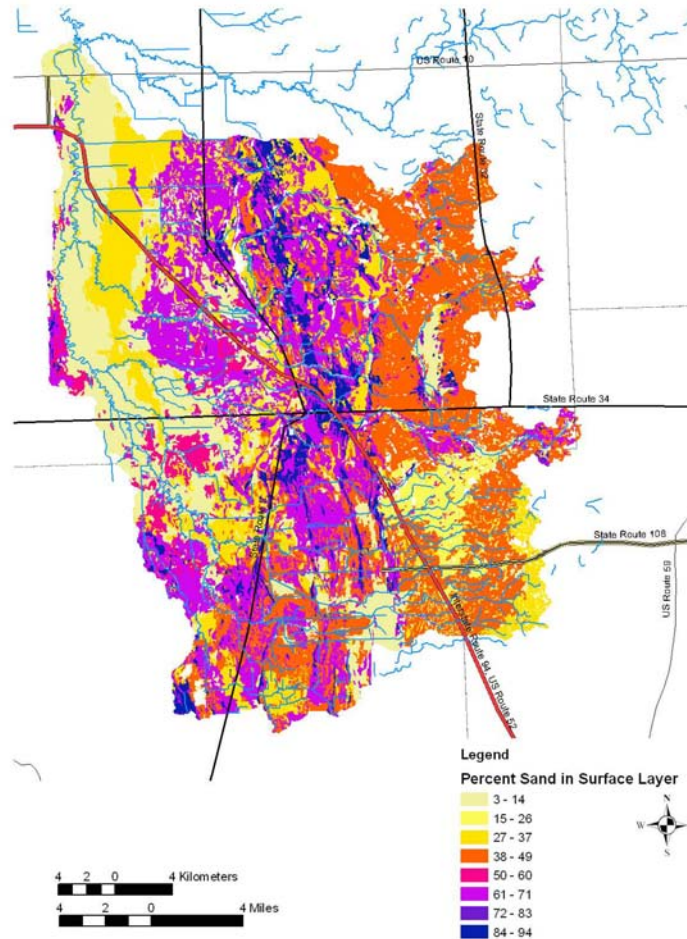 US Route 10
State Route 32
State Route 34
State Route 108
US Route 59
Interstate Route 94, US Route 52
Legend
Percent Sand in Surface Layer
3 - 14
15 - 26
27 - 37
38 - 49
50 - 60
61 - 71
72 - 83
84 - 94
N
W
E
S
4 2 0 4 Kilometers
4 2 0 4 Miles